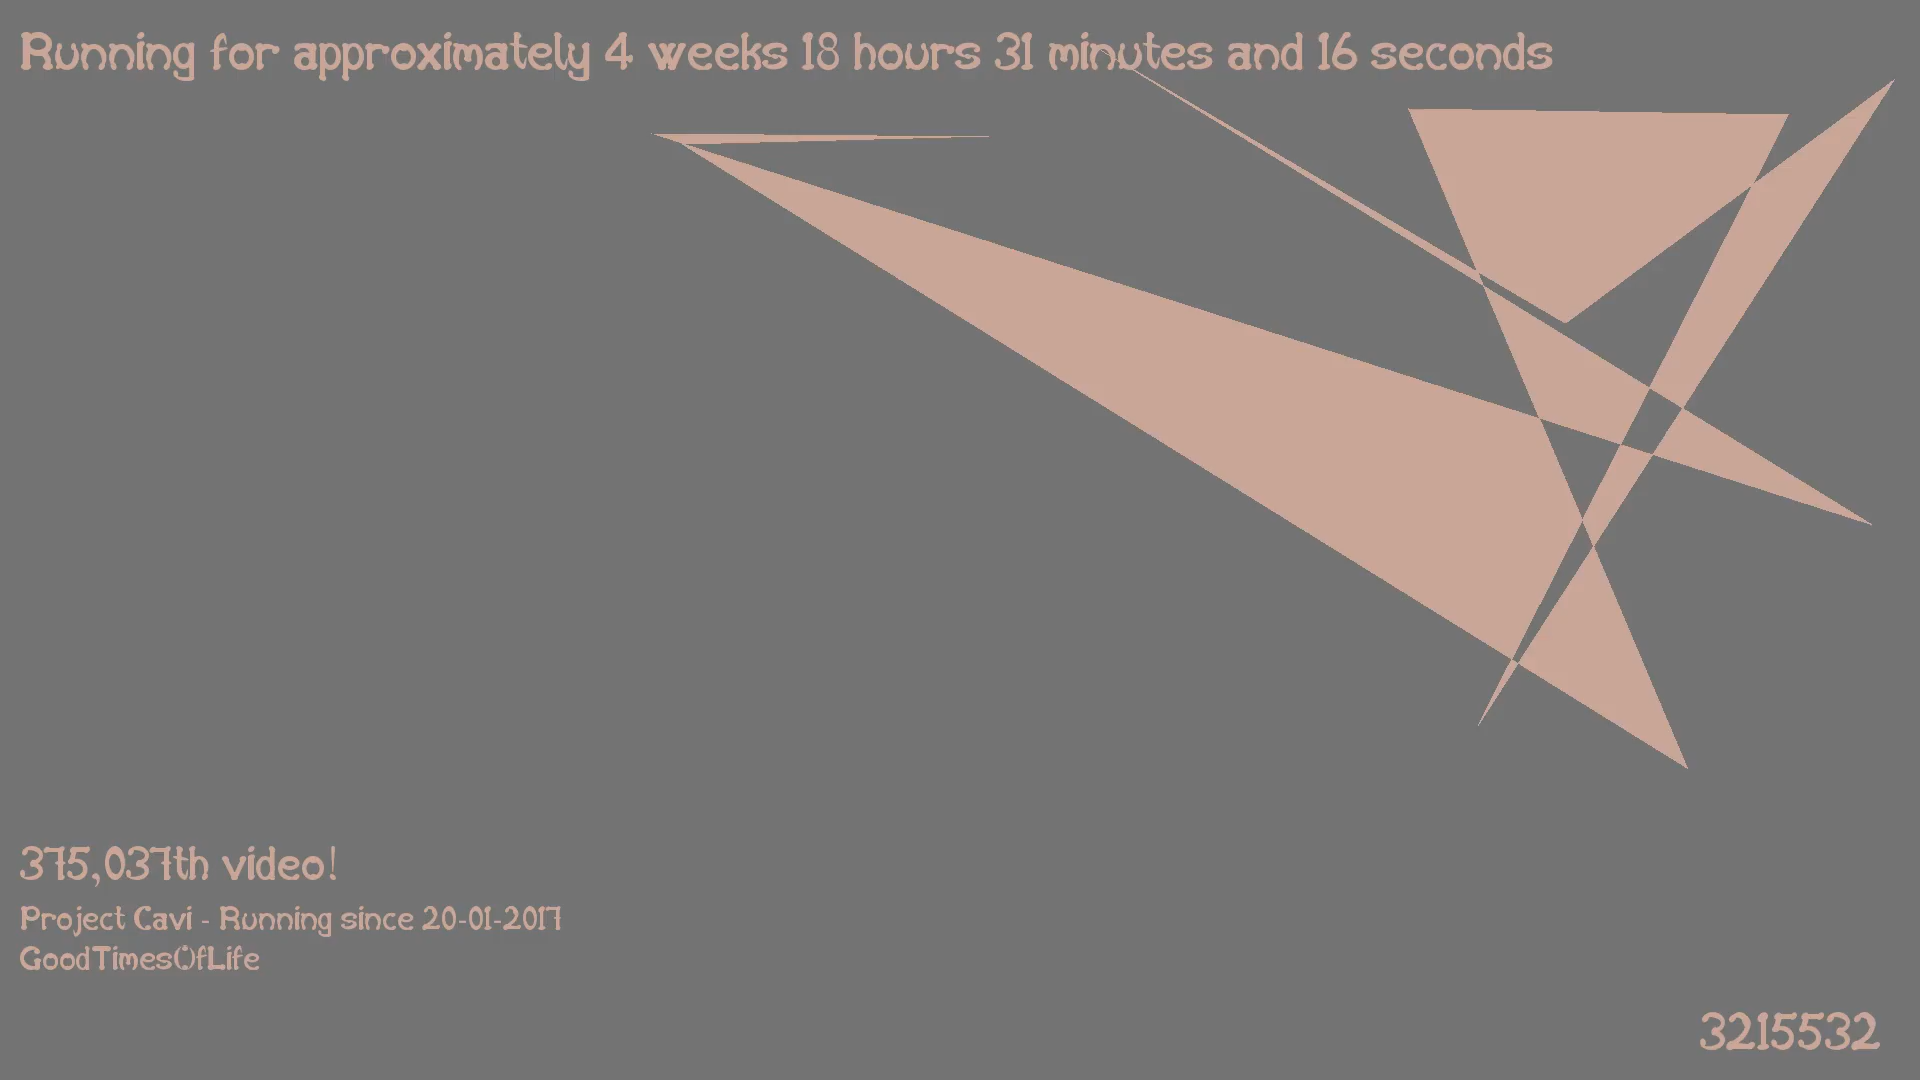 Running for approximately 4 weeks 18 hours 31 minutes and 16 seconds
375,037th video!
Project Cavi - Running since 20-01-2017
GoodTimesOfLife
3215532